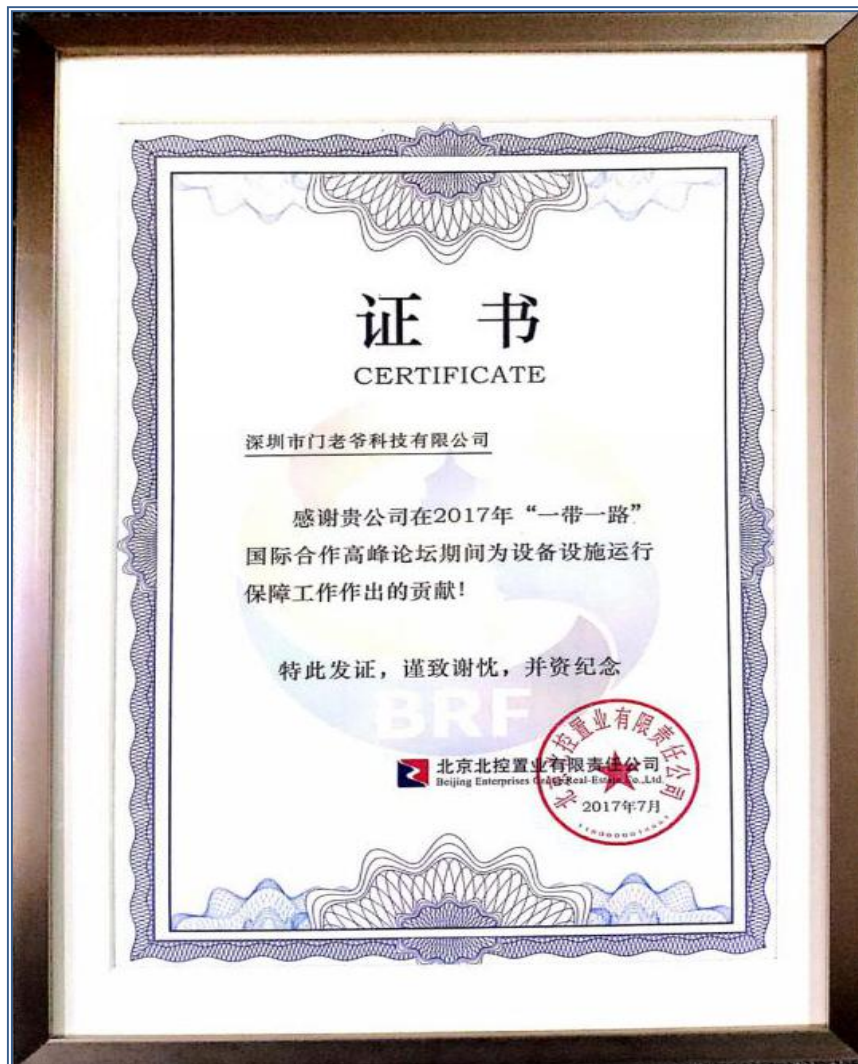 证书
CERTIFICATE
深圳市门老爷科技有限公司
感谢贵公司在2017年“一带一路”
国际合作高峰论坛期间为设备设施运行
保障工作作出的贡献!
特此发证，谨致谢忱，并资纪念
BRF
北京北控置业有限责任公司
Beijing Enterprises Group Real-Estate Co.,Ltd
北京北控置业有限责任公司
2017年7月